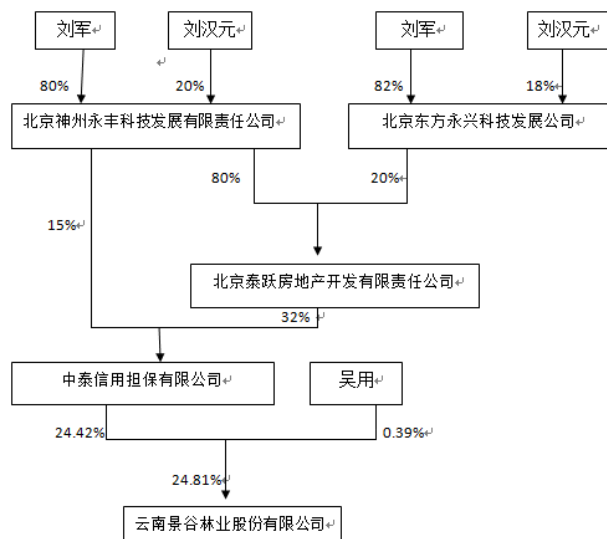 刘军
刘汉元
刘军
刘汉元
80%
20%
82%
18%
北京神州永丰科技发展有限责任公司
北京东方永兴科技发展公司
80%
20%
15%
北京泰跃房地产开发有限责任公司
32%
中泰信用担保有限公司
吴用
24.42%
0.39%
24.81%
云南景谷林业股份有限公司